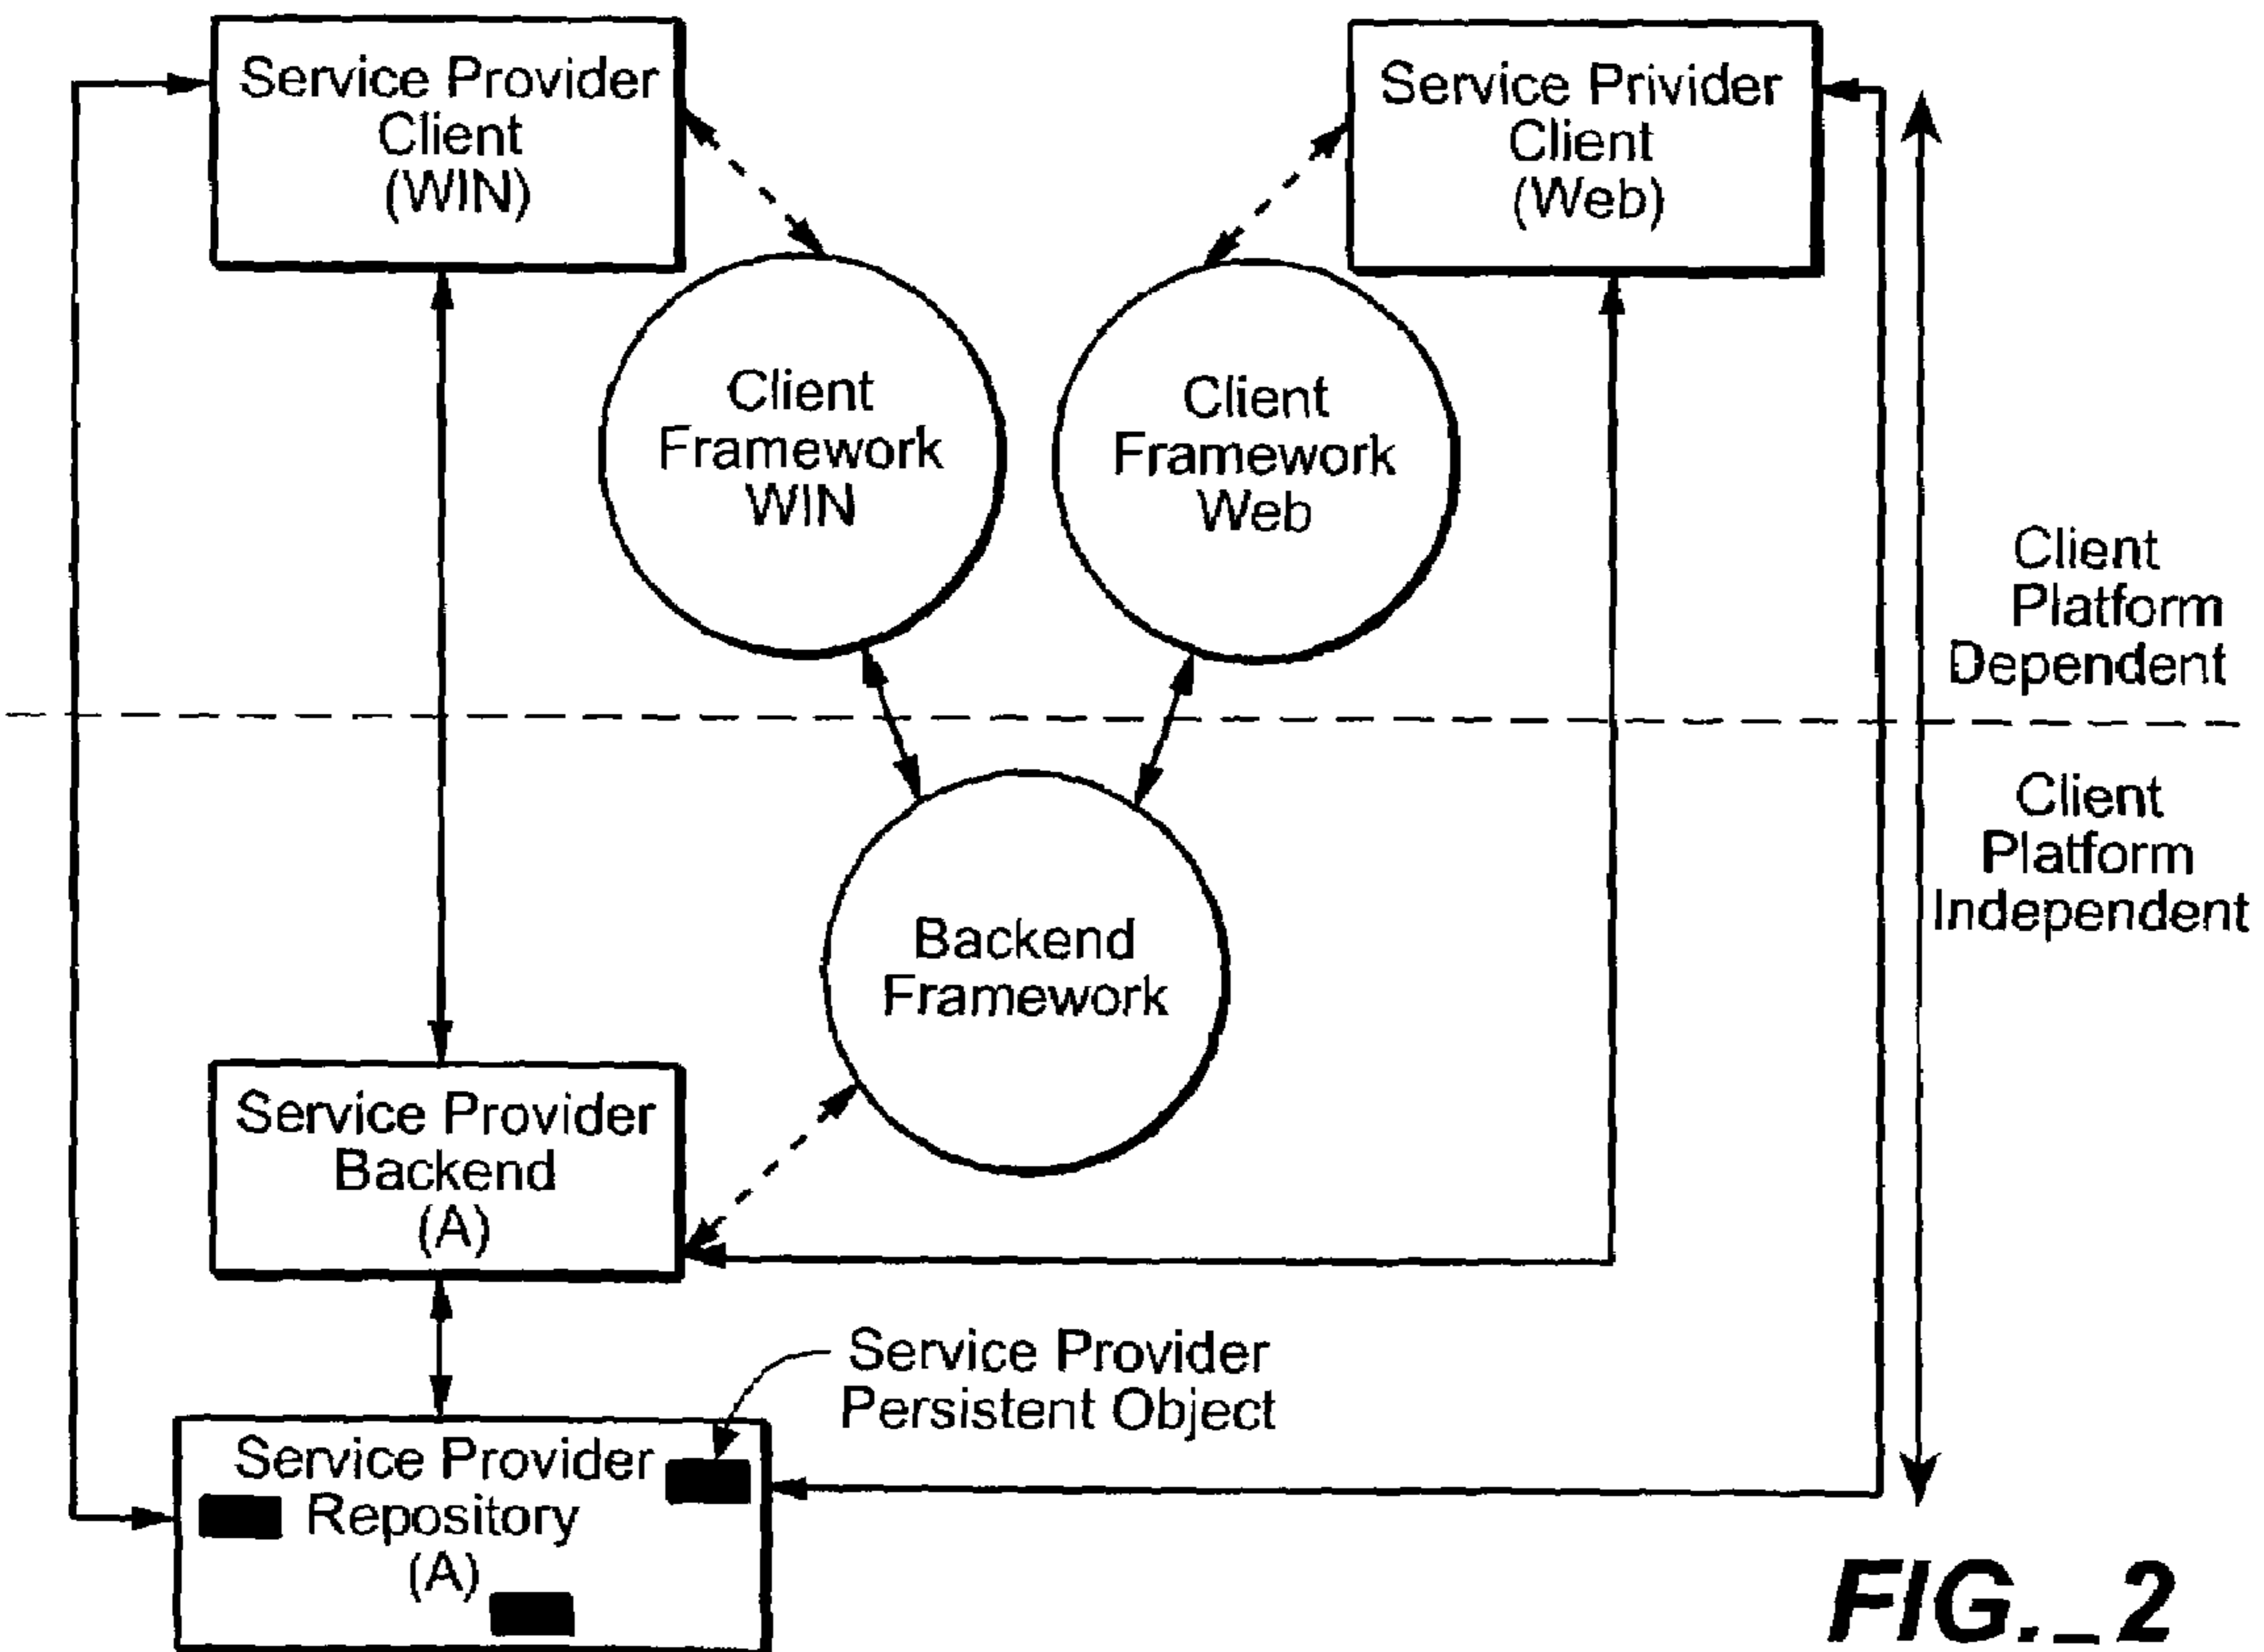 Service Provider
Client
(WIN)
Service Privider
Client
(Web)
Client
Framework
WIN
Client
Framework
Web
Client
Platform
Dependent
Client
Platform
Independent
Backend
Framework
Service Provider
Backend
(A)
Service Provider
Persistent Object
Service Provider
Repository
(A)
FIG._2